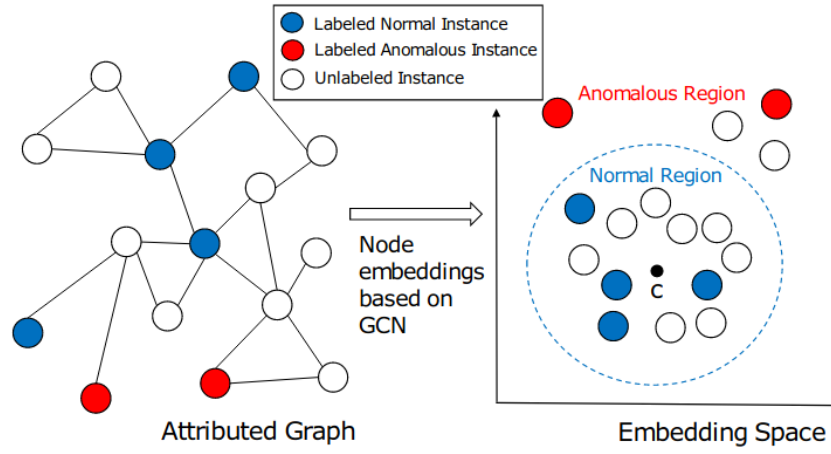 Labeled Normal Instance
Labeled Anomalous Instance
Unlabeled Instance
Anomalous Region
Normal Region
Node
embeddings
based on
GCN
C
Attributed Graph
Embedding Space